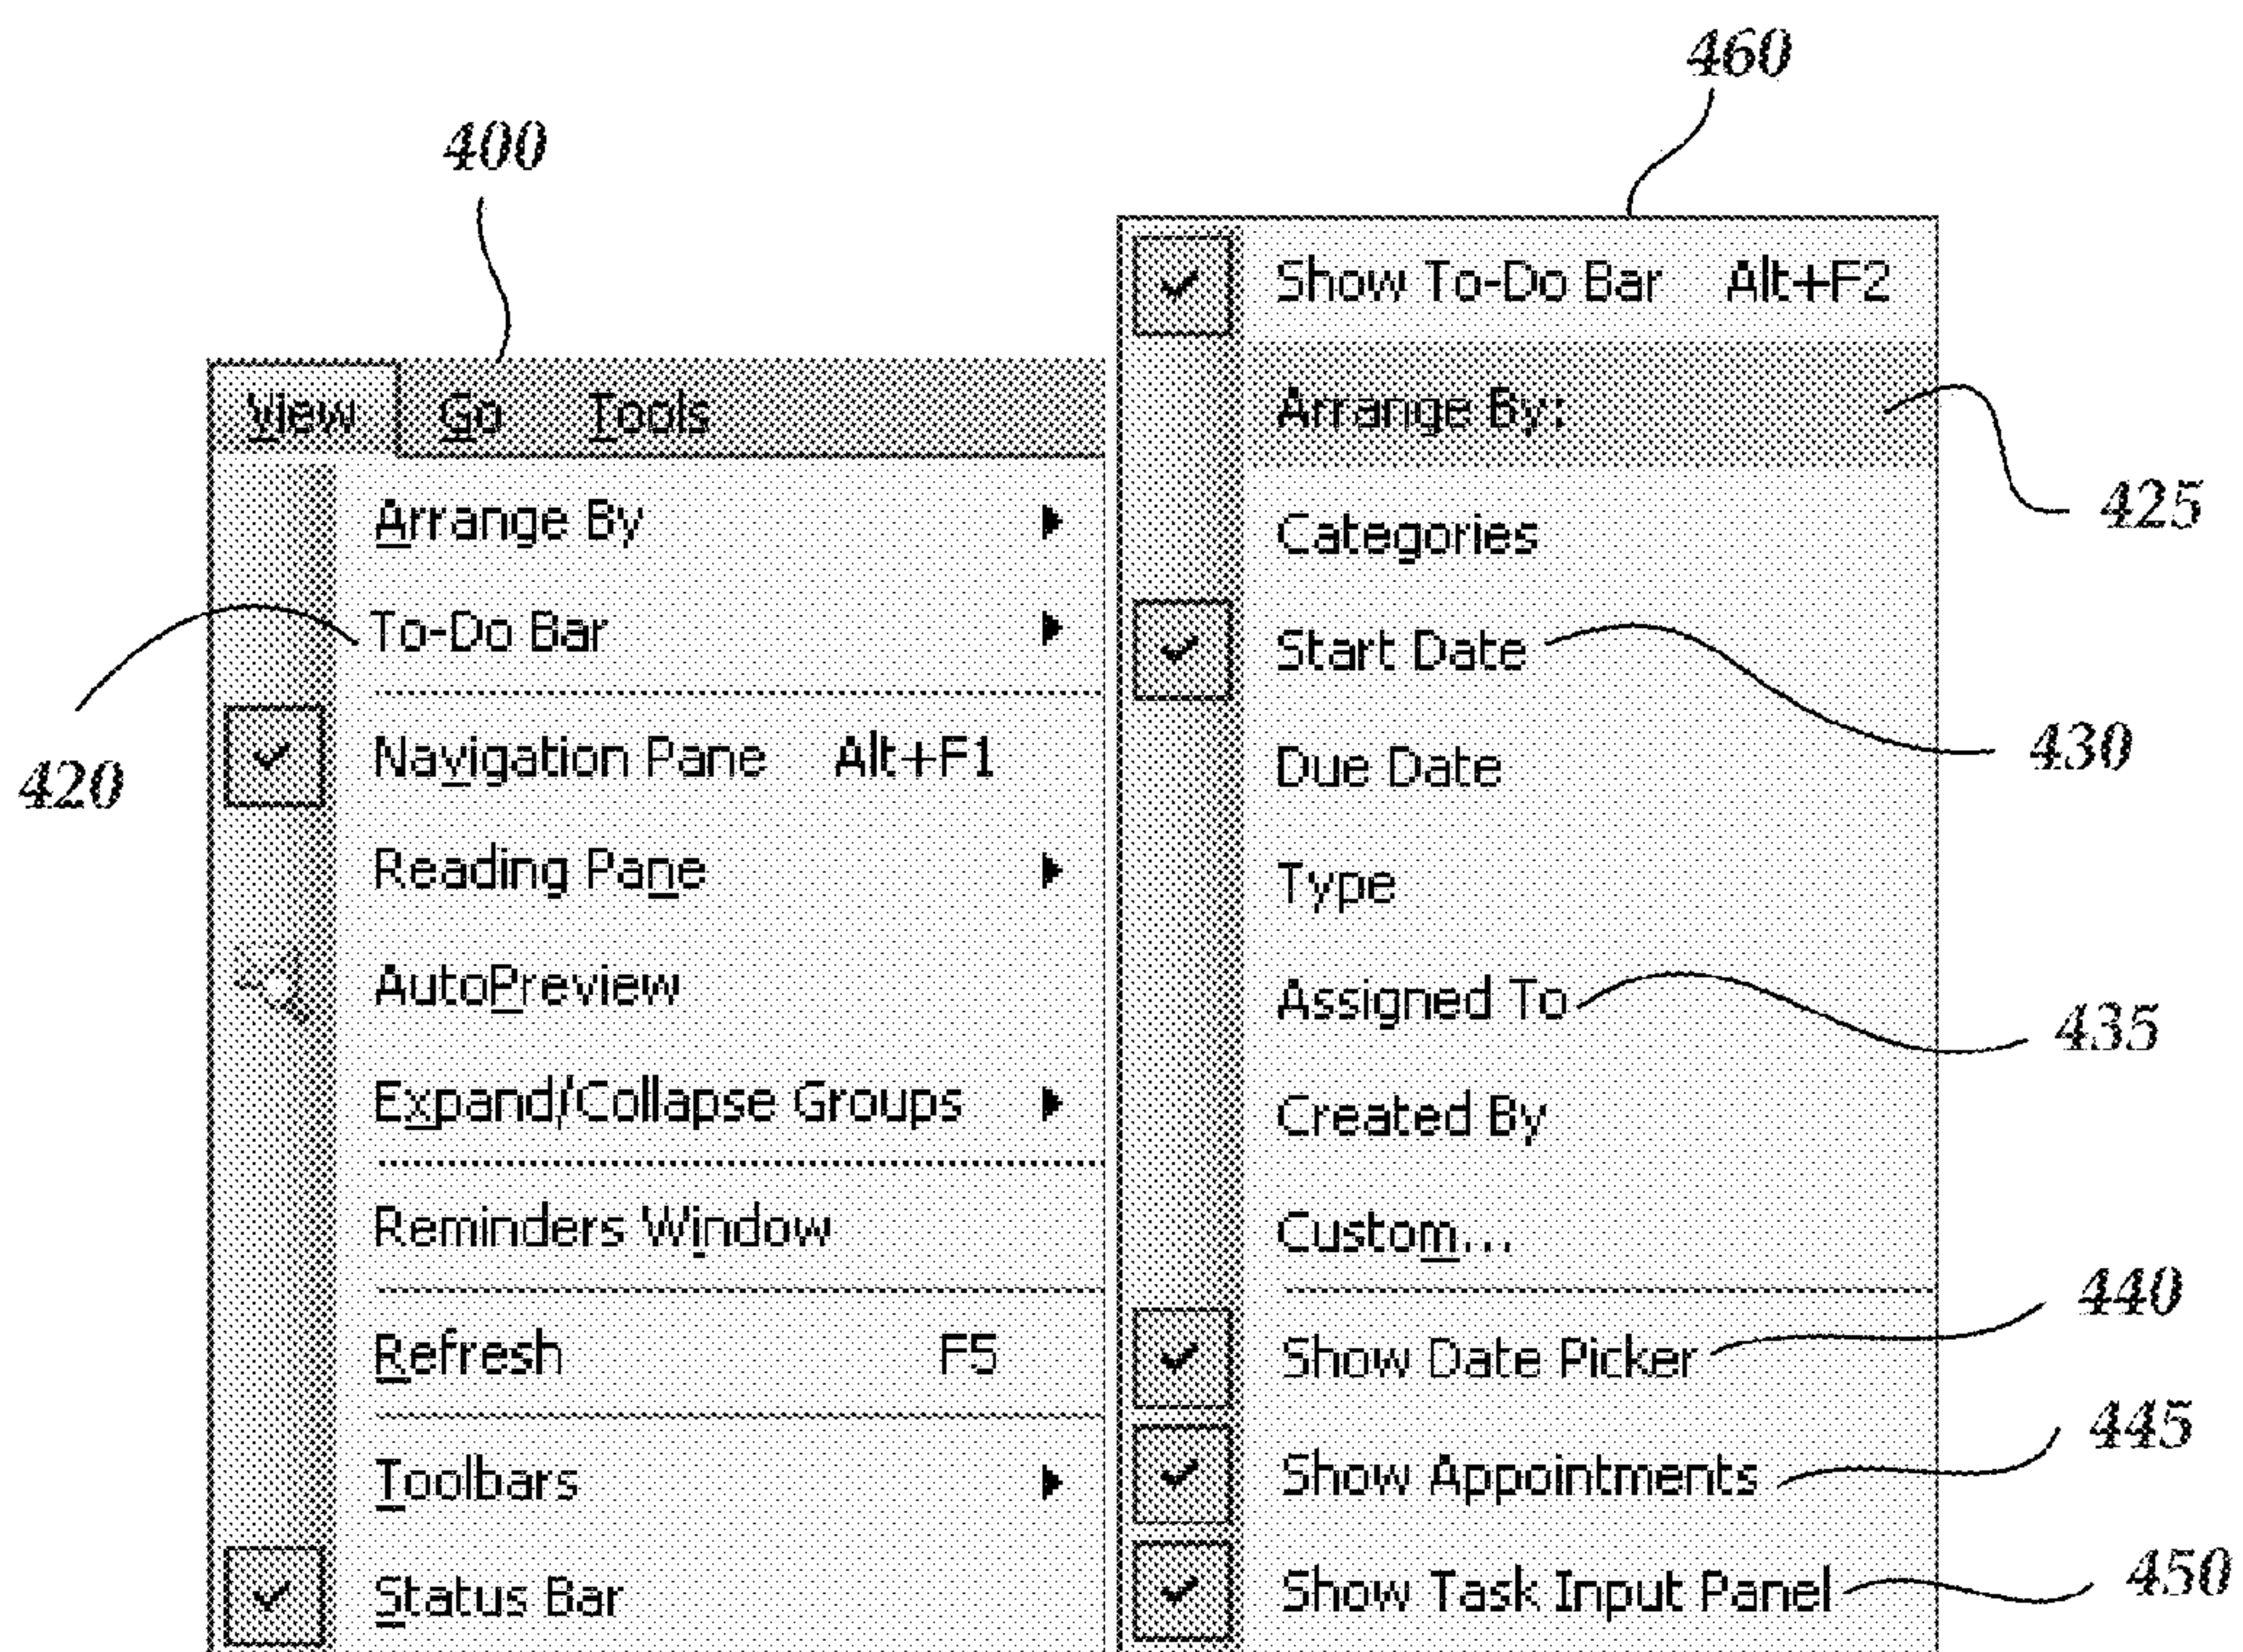 460
400
View Go Tools
Arrange By
To-Do Bar
Navigation Pane Alt+F1
Reading Pane
AutoPreview
Expand/Collapse Groups
Reminders Window
Refresh F5
Toolbars
Status Bar
420
Show To-Do Bar Alt+F2
Arrange By:
Categories
Start Date
Due Date
Type
Assigned To
Created By
Custom...
Show Date Picker
Show Appointments
Show Task Input Panel
425
430
435
440
445
450